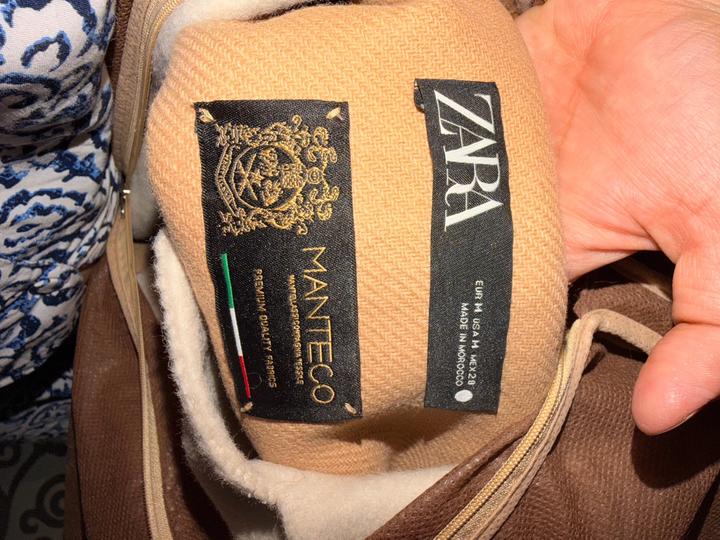 MANTECO
PREMIUM QUALITY FABRICS
ZARA
EUR M USA M MEX 28
MADE IN MOROCCO